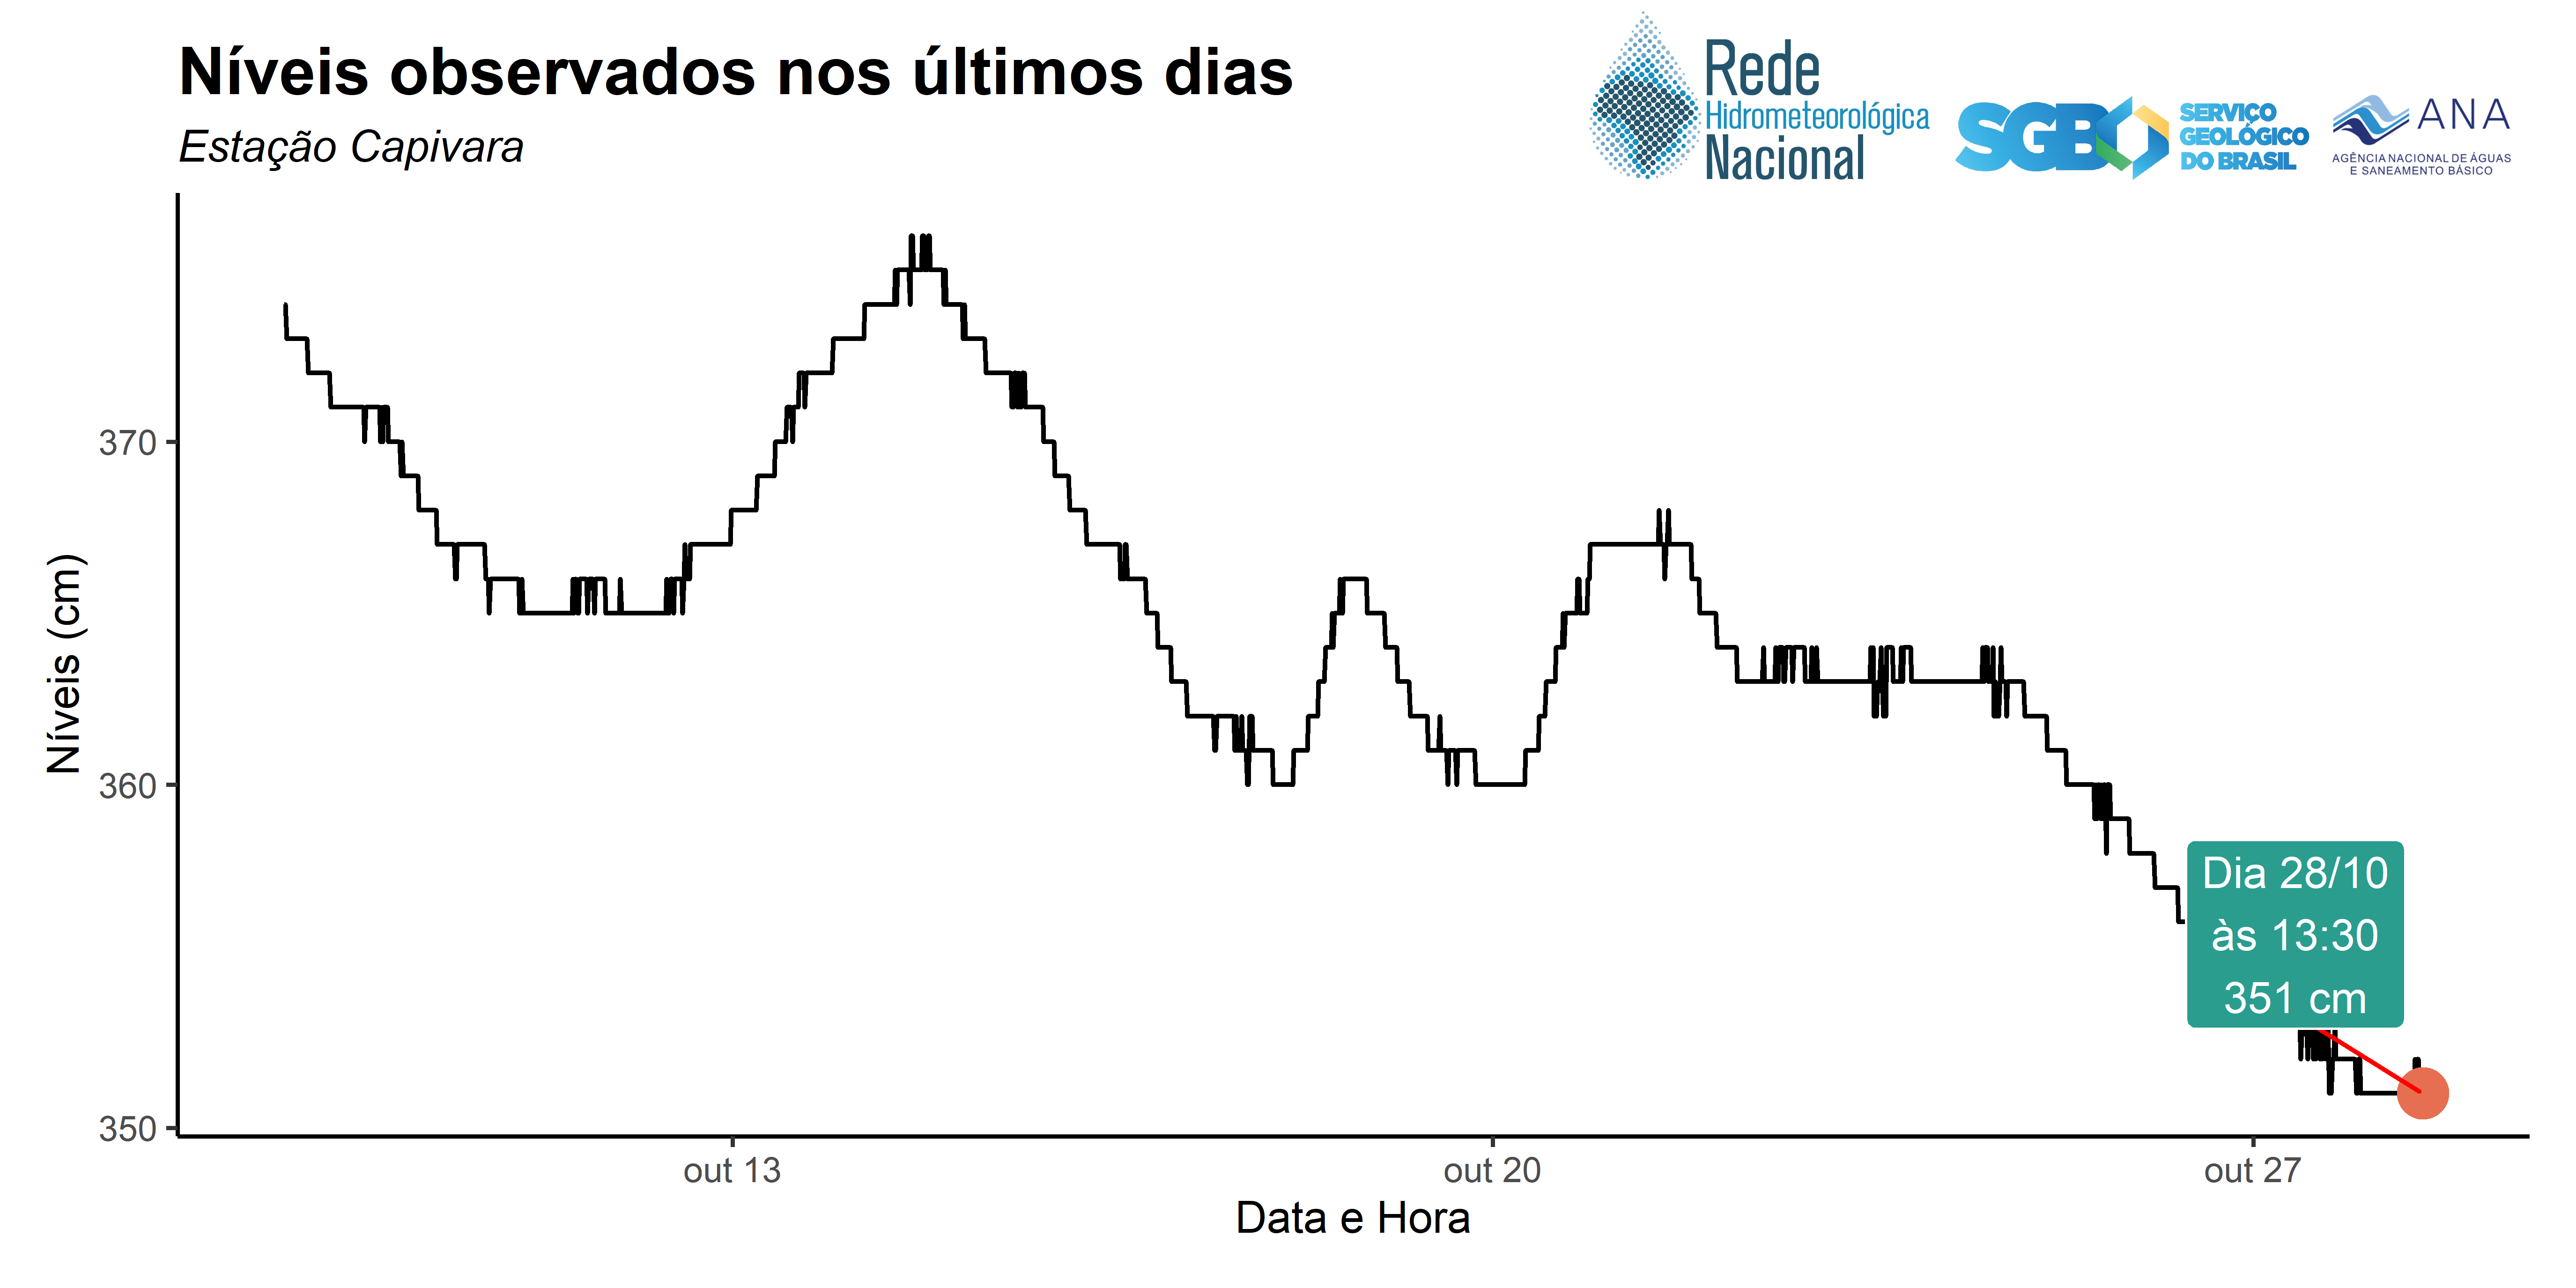 Níveis observados nos últimos dias
Estação Capivara
Rede
Hidrometeorológica
Nacional
SGB
SERVIÇO
GEOLÓGICO
DO BRASIL
ANA
AGÊNCIA NACIONAL DE ÁGUAS
E SANEAMENTO BÁSICO
Níveis (cm)
370
360
350
Dia 28/10
às 13:30
351 cm
out 13
out 20
out 27
Data e Hora